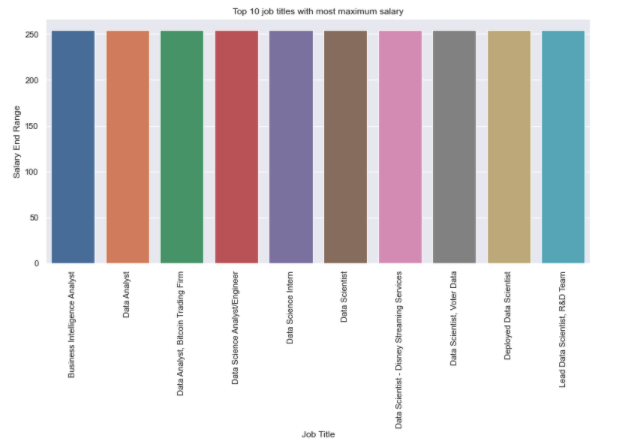 Top 10 job titles with most maximum salary
Salary End Range
250
200
150
100
50
0
Business Intelligence Analyst
Data Analyst
Data Analyst, Bitcoin Trading Firm
Data Science Analyst/Engineer
Data Science Intern
Data Scientist
Data Scientist - Disney Streaming Services
Data Scientist, Voter Data
Deployed Data Scientist
Lead Data Scientist, R&D Team
Job Title